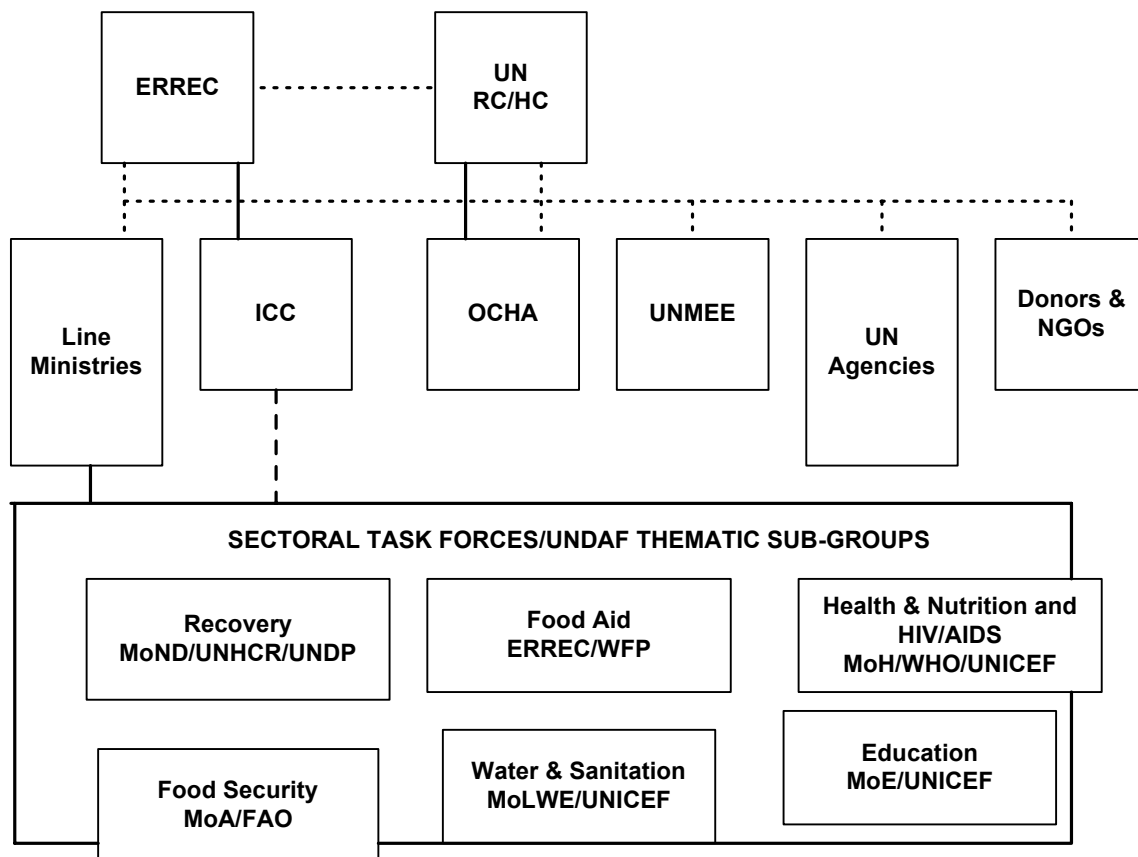 ERREC
UN
RC/HC
Line
Ministries
ICC
OCHA
UNMEE
UN
Agencies
Donors &
NGOs
SECTORAL TASK FORCES/UNDAF THEMATIC SUB-GROUPS
Recovery
MoND/UNHCR/UNDP
Food Aid
ERREC/WFP
Health & Nutrition and
HIV/AIDS
MoH/WHO/UNICEF
Food Security
MoA/FAO
Water & Sanitation
MoLWE/UNICEF
Education
MoE/UNICEF